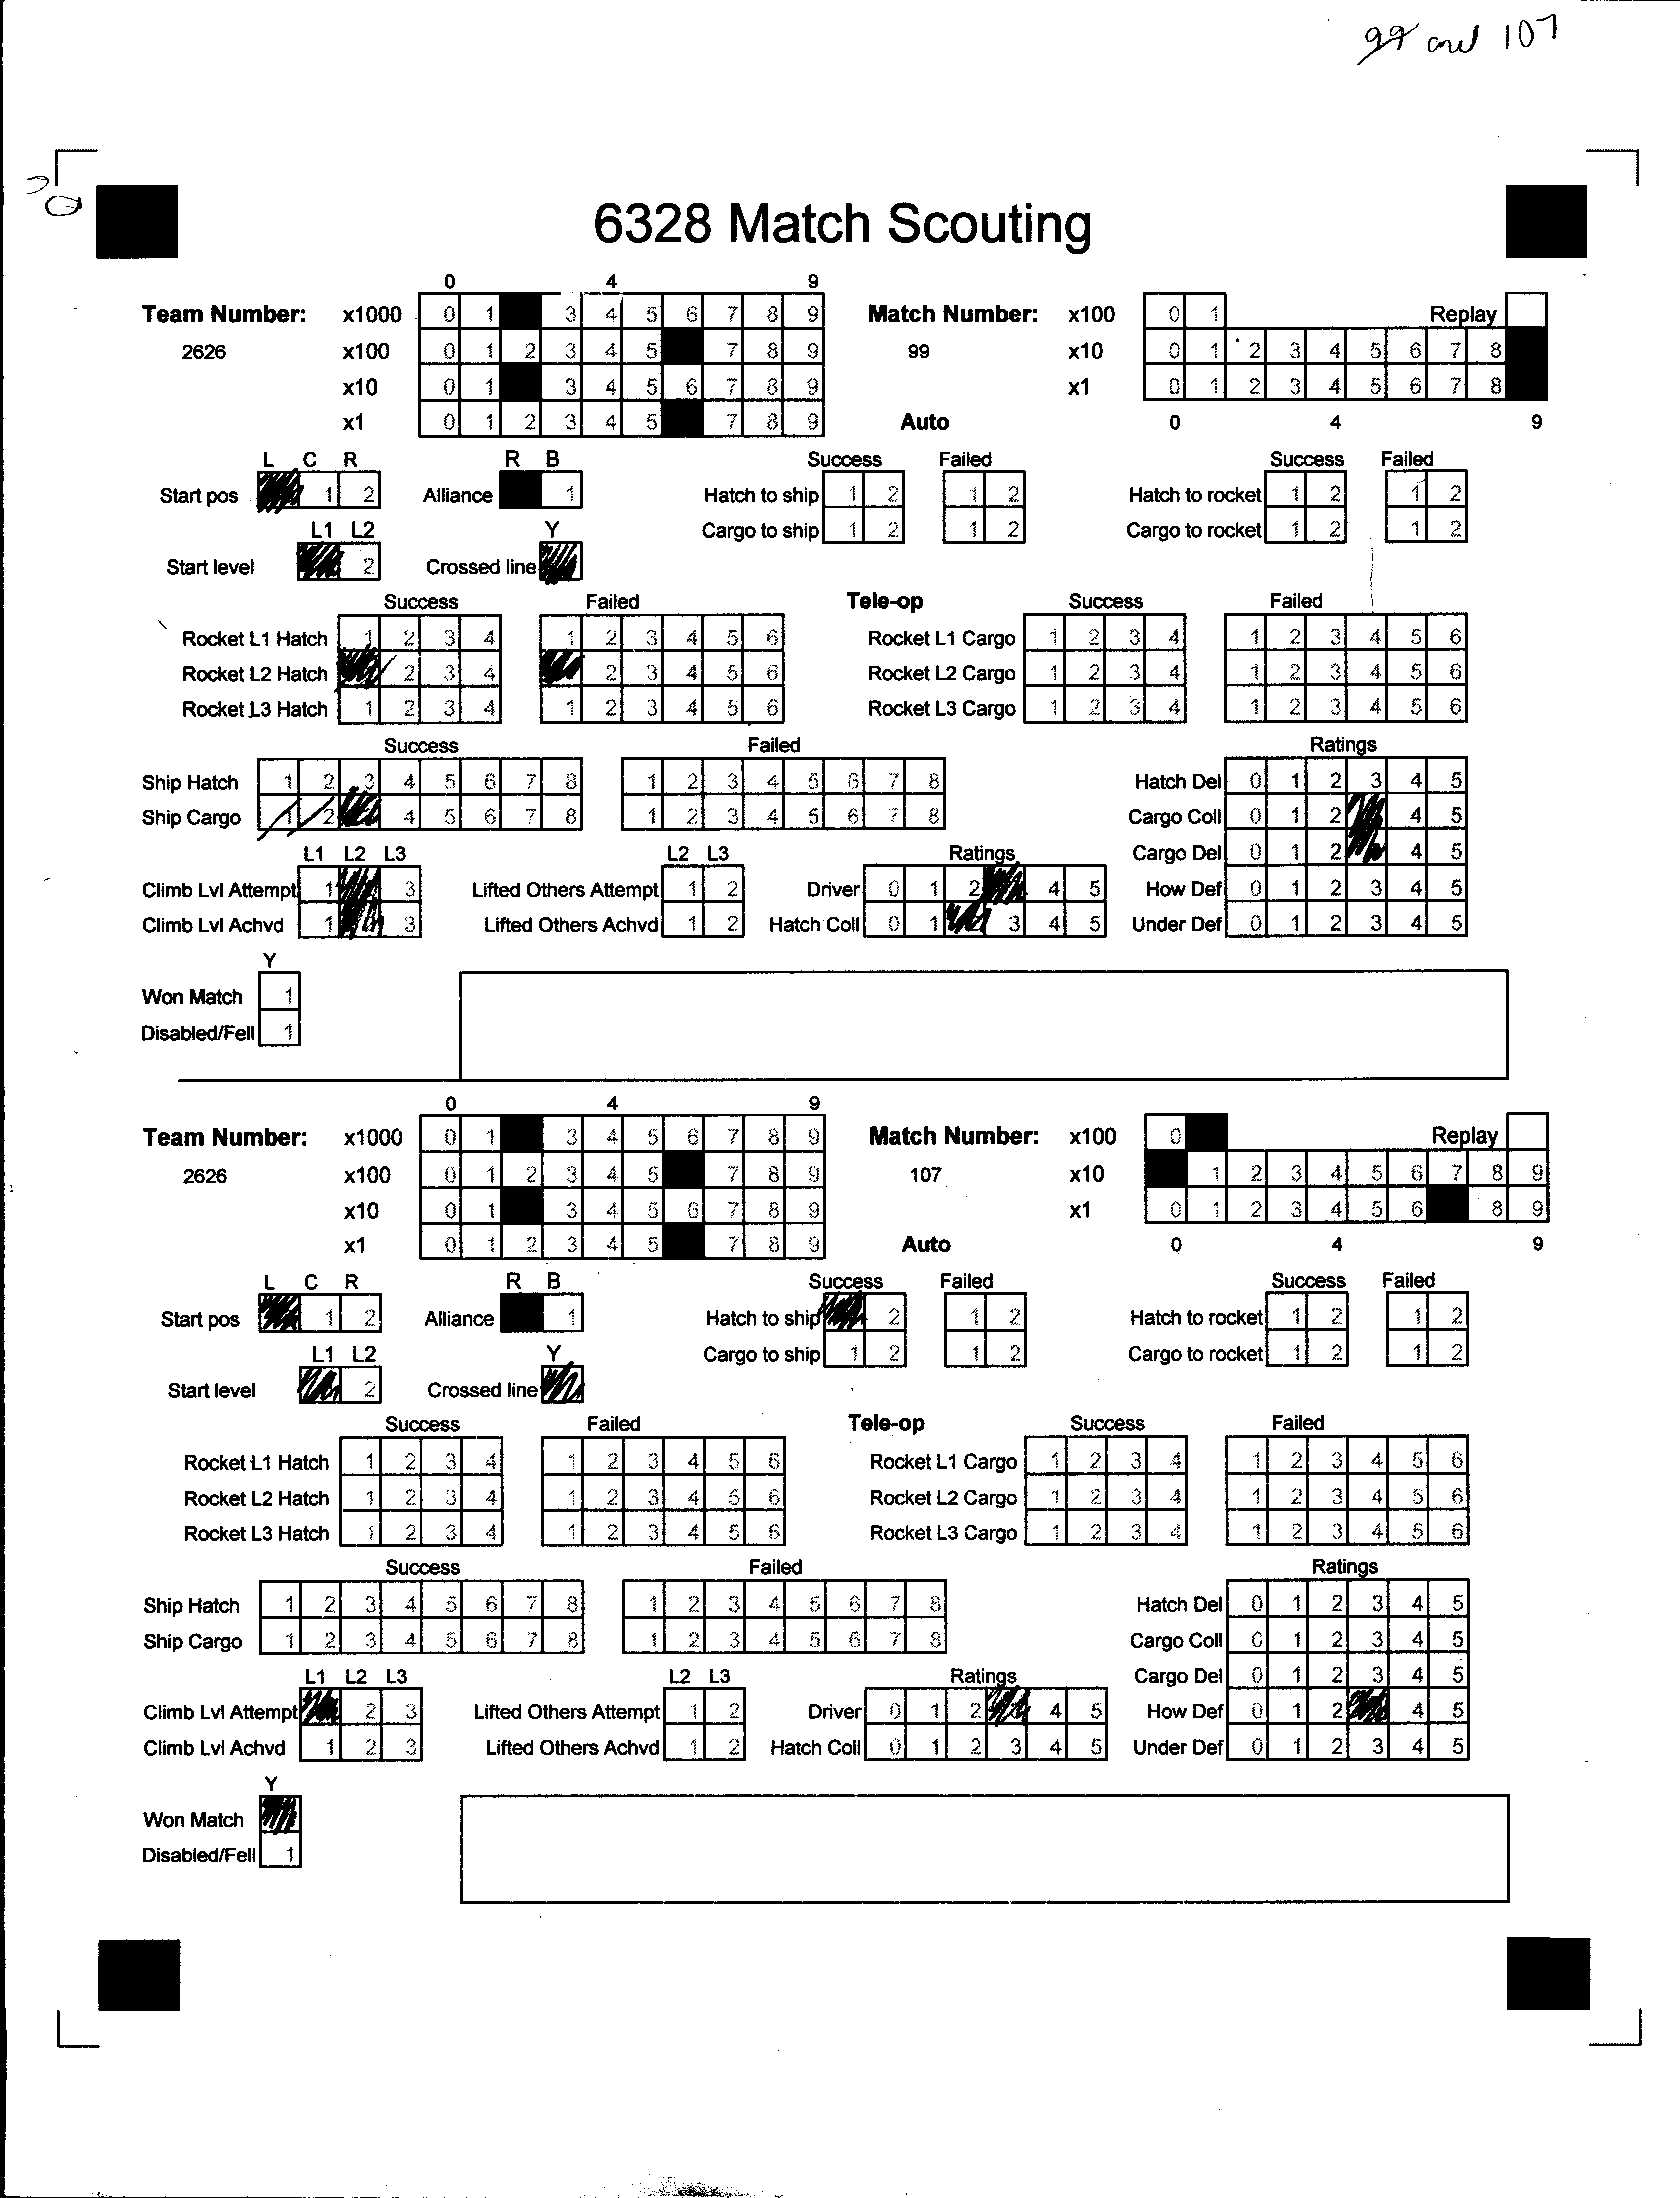 99 and 107
6328 Match Scouting
0 4 9
Team Number: x1000 0 1 3 4 5 6 7 8 9 Match Number: x100 0 1 Replay
2626 x100 0 1 2 3 4 5 7 8 9 99 x10 0 1 2 3 4 5 6 7 8
x10 0 1 3 4 5 6 7 8 9 x1 0 1 2 3 4 5 6 7 8
x1 0 1 2 3 4 5 7 8 9 Auto 0 4 9
L C R R B Success Failed Success Failed
Start pos 1 2 Alliance 1 Hatch to ship 1 2 1 2 Hatch to rocket 1 2 1 2
L1 L2 Y Cargo to ship 1 2 1 2 Cargo to rocket 1 2 1 2
Start level 2 Crossed line
Success Failed Tele-op Success Failed
Rocket L1 Hatch 1 2 3 4 1 2 3 4 5 6 Rocket L1 Cargo 1 2 3 4 1 2 3 4 5 6
Rocket L2 Hatch 2 3 4 2 3 4 5 6 Rocket L2 Cargo 1 2 3 4 1 2 3 4 5 6
Rocket L3 Hatch 1 2 3 4 1 2 3 4 5 6 Rocket L3 Cargo 1 2 3 4 1 2 3 4 5 6
Success Failed Ratings
Ship Hatch 1 2 3 4 5 6 7 8 1 2 3 4 5 6 7 8 Hatch Del 0 1 2 3 4 5
Ship Cargo 1 2 4 5 6 7 8 1 2 3 4 5 6 7 8 Cargo Coll 0 1 2 4 5
L1 L2 L3 L2 L3 Ratings Cargo Del 0 1 2 4 5
Climb Lvl Attempt 1 3 Lifted Others Attempt 1 2 Driver 0 1 2 4 5 How Def 0 1 2 3 4 5
Climb Lvl Achvd 1 3 Lifted Others Achvd 1 2 Hatch Coll 0 1 3 4 5 Under Def 0 1 2 3 4 5
Y
Won Match 1
Disabled/Fell 1
0 4 9
Team Number: x1000 0 1 3 4 5 6 7 8 9 Match Number: x100 0 Replay
2626 x100 0 1 2 3 4 5 7 8 9 107 x10 1 2 3 4 5 6 7 8 9
x10 0 1 3 4 5 6 7 8 9 x1 0 1 2 3 4 5 6 8 9
x1 0 1 2 3 4 5 7 8 9 Auto 0 4 9
L C R R B Success Failed Success Failed
Start pos 1 2 Alliance 1 Hatch to ship 2 1 2 Hatch to rocket 1 2 1 2
L1 L2 Y Cargo to ship 1 2 1 2 Cargo to rocket 1 2 1 2
Start level 2 Crossed line
Success Failed Tele-op Success Failed
Rocket L1 Hatch 1 2 3 4 1 2 3 4 5 6 Rocket L1 Cargo 1 2 3 4 1 2 3 4 5 6
Rocket L2 Hatch 1 2 3 4 1 2 3 4 5 6 Rocket L2 Cargo 1 2 3 4 1 2 3 4 5 6
Rocket L3 Hatch 1 2 3 4 1 2 3 4 5 6 Rocket L3 Cargo 1 2 3 4 1 2 3 4 5 6
Success Failed Ratings
Ship Hatch 1 2 3 4 5 6 7 8 1 2 3 4 5 6 7 8 Hatch Del 0 1 2 3 4 5
Ship Cargo 1 2 3 4 5 6 7 8 1 2 3 4 5 6 7 8 Cargo Coll 0 1 2 3 4 5
L1 L2 L3 L2 L3 Ratings Cargo Del 0 1 2 3 4 5
Climb Lvl Attempt 2 3 Lifted Others Attempt 1 2 Driver 0 1 2 4 5 How Def 0 1 2 4 5
Climb Lvl Achvd 1 2 3 Lifted Others Achvd 1 2 Hatch Coll 0 1 2 3 4 5 Under Def 0 1 2 3 4 5
Y
Won Match
Disabled/Fell 1